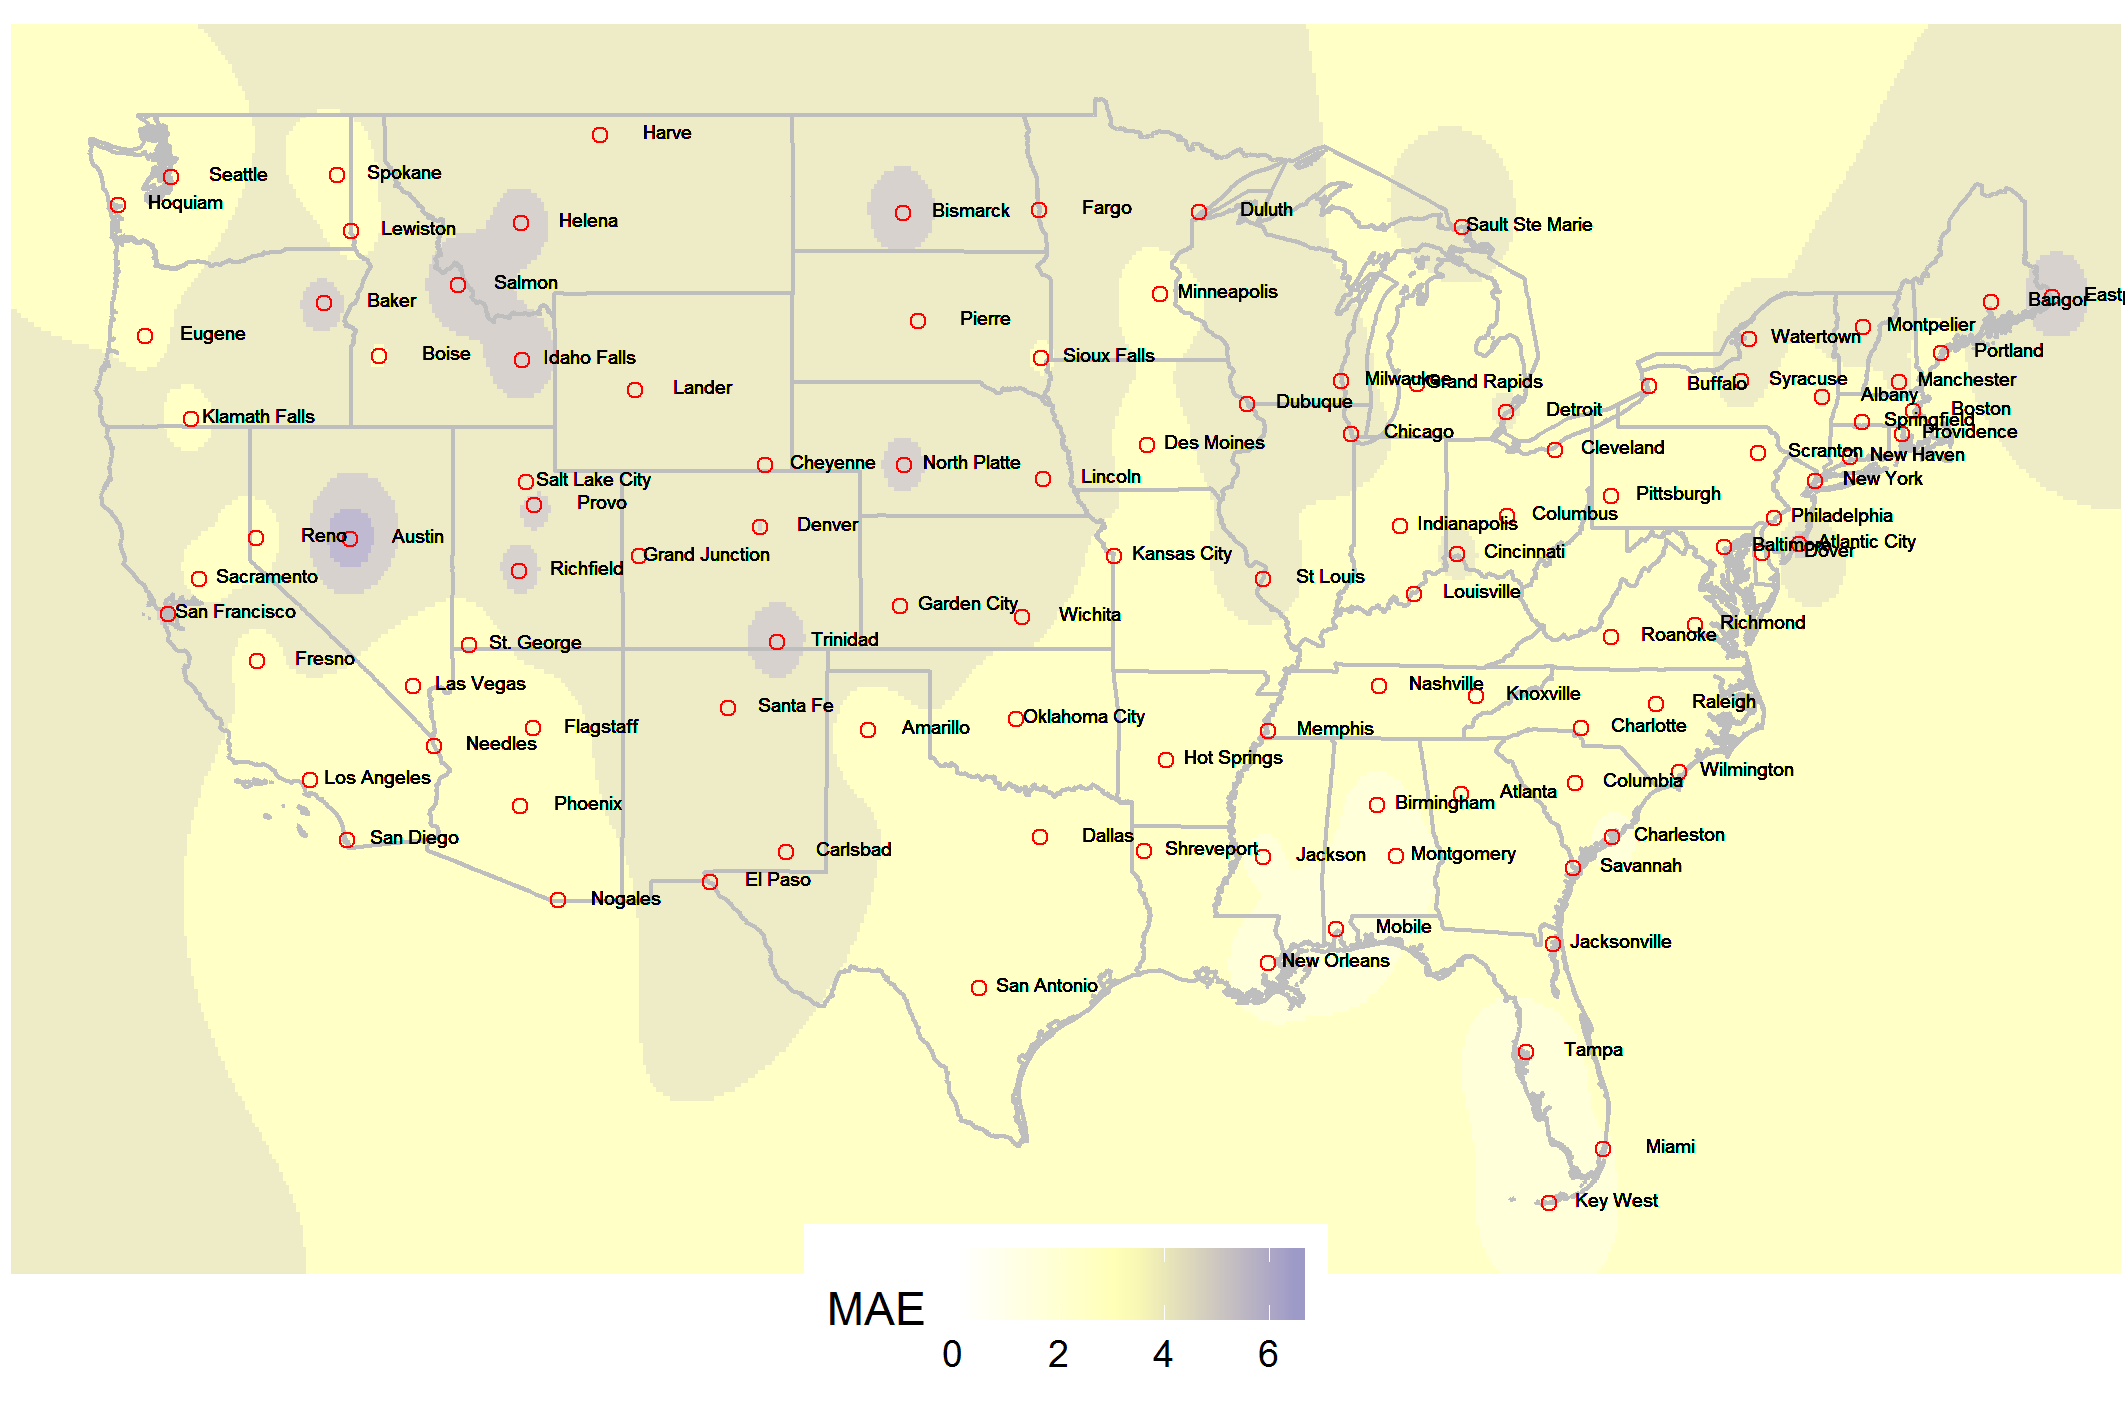 Harve
Seattle
Spokane
Hoquiam
Lewiston
Helena
Bismarck
Fargo
Duluth
Sault Ste Marie
Salmon
Baker
Minneapolis
Bangor
Eastp
Eugene
Boise
Idaho Falls
Pierre
Sioux Falls
Watertown
Montpelier
Portland
Lander
Milwaukee
Grand Rapids
Buffalo
Syracuse
Manchester
Klamath Falls
Dubuque
Detroit
Albany
Boston
Chicago
Springfield
Providence
Des Moines
Cleveland
Scranton
New Haven
Cheyenne
North Platte
Salt Lake City
Lincoln
New York
Provo
Pittsburgh
Denver
Indianapolis
Columbus
Philadelphia
Reno
Austin
Grand Junction
Kansas City
Cincinnati
Baltimore
Dover
Atlantic City
Sacramento
Richfield
St Louis
San Francisco
Garden City
Wichita
Louisville
Richmond
St. George
Trinidad
Roanoke
Fresno
Las Vegas
Santa Fe
Nashville
Knoxville
Raleigh
Flagstaff
Amarillo
Oklahoma City
Memphis
Charlotte
Needles
Hot Springs
Los Angeles
Wilmington
Phoenix
Birmingham
Atlanta
Columbia
San Diego
Carlsbad
Dallas
Shreveport
Jackson
Montgomery
Charleston
El Paso
Savannah
Nogales
Mobile
Jacksonville
New Orleans
San Antonio
Tampa
Miami
Key West
MAE
0 2 4 6